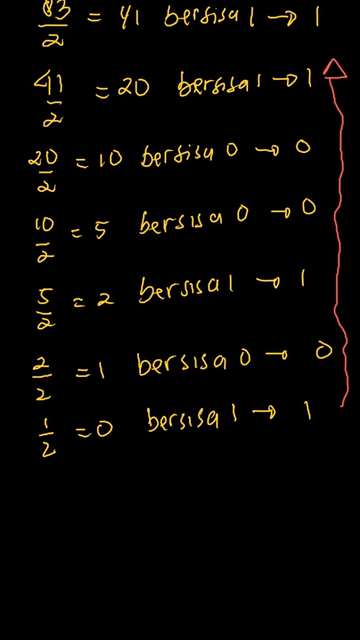 83/2 = 41 bersisa 1 → 1
41/2 = 20 bersisa 1 → 1
20/2 = 10 bersisa 0 → 0
10/2 = 5 bersisa 0 → 0
5/2 = 2 bersisa 1 → 1
2/2 = 1 bersisa 0 → 0
1/2 = 0 bersisa 1 → 1